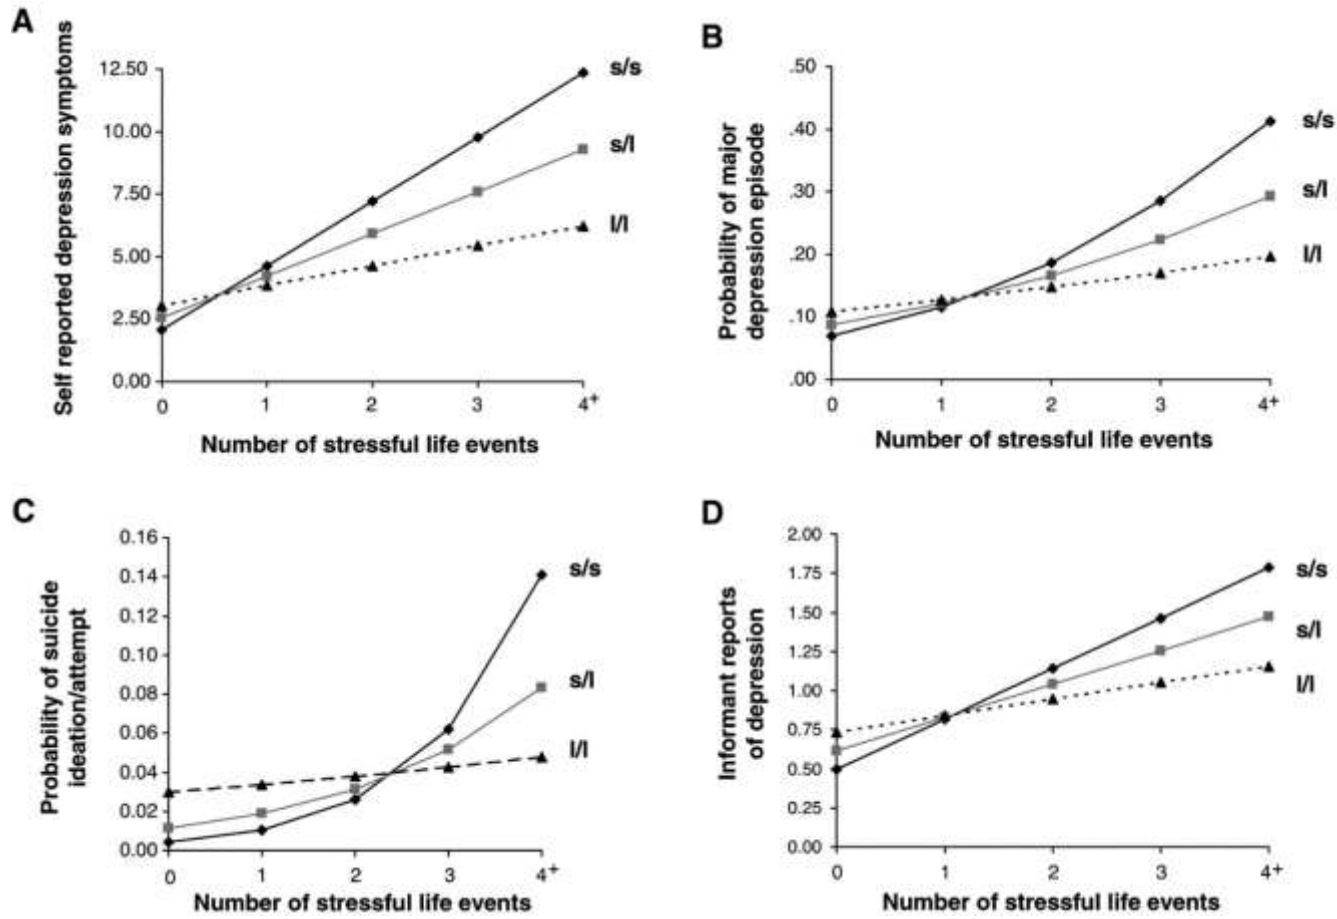 A
Self reported depression symptoms
12.50
10.00
7.50
5.00
2.50
0.00
0 1 2 3 4+
Number of stressful life events
s/s
s/l
l/l
B
Probability of major
depression episode
.50
.40
.30
.20
.10
.00
0 1 2 3 4+
Number of stressful life events
s/s
s/l
l/l
C
Probability of suicide
ideation/attempt
0.16
0.14
0.12
0.10
0.08
0.06
0.04
0.02
0.00
0 1 2 3 4+
Number of stressful life events
s/s
s/l
l/l
D
Informant reports
of depression
2.00
1.75
1.50
1.25
1.00
0.75
0.50
0.25
0.00
0 1 2 3 4+
Number of stressful life events
s/s
s/l
l/l